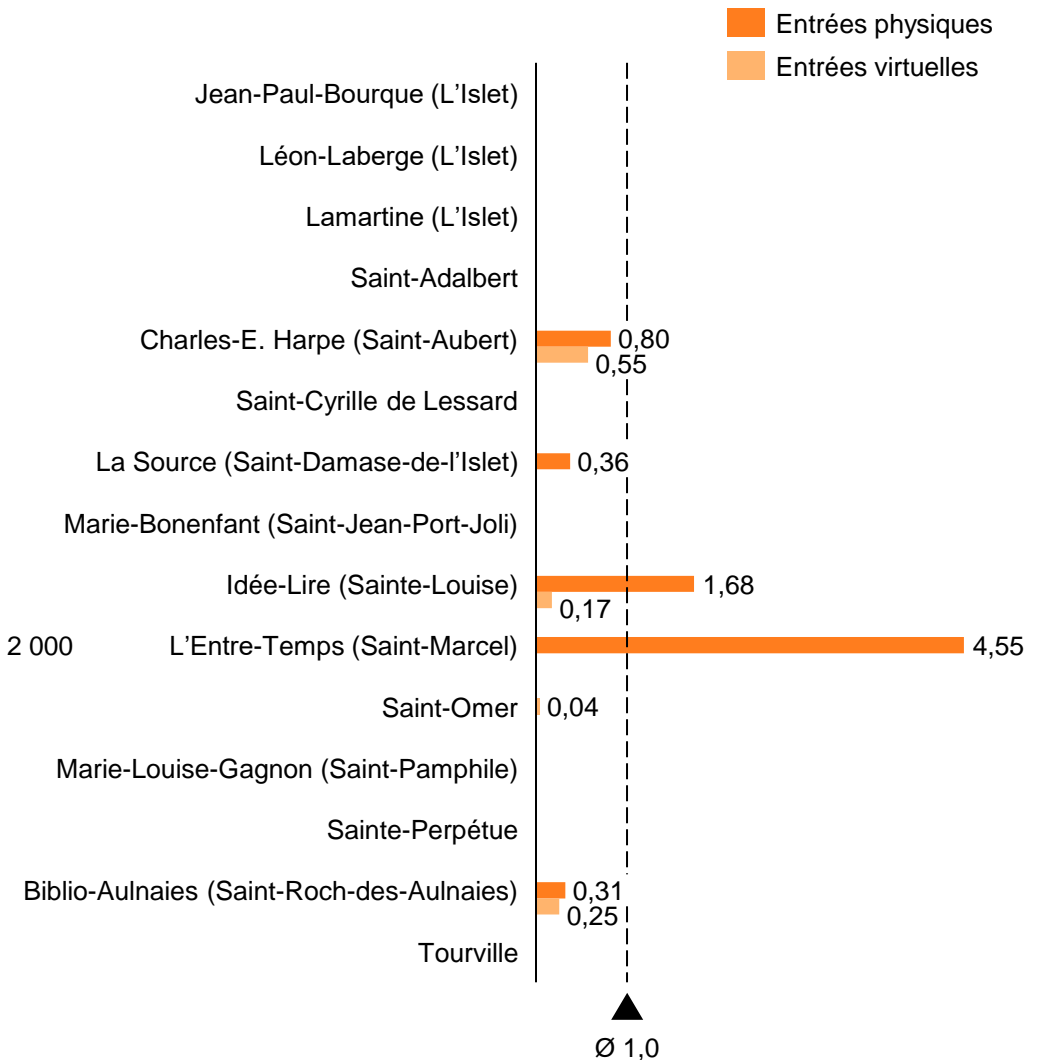 Entrées physiques
Entrées virtuelles
Jean-Paul-Bourque (L'Islet)
Léon-Laberge (L'Islet)
Lamartine (L'Islet)
Saint-Adalbert
Charles-E. Harpe (Saint-Aubert) 0,80
0,55
Saint-Cyrille de Lessard
La Source (Saint-Damase-de-l'Islet) 0,36
Marie-Bonenfant (Saint-Jean-Port-Joli)
Idée-Lire (Sainte-Louise) 1,68
0,17
2 000 L’Entre-Temps (Saint-Marcel) 4,55
Saint-Omer 0,04
Marie-Louise-Gagnon (Saint-Pamphile)
Sainte-Perpétue
Biblio-Aulnaies (Saint-Roch-des-Aulnaies) 0,31
0,25
Tourville
Ø 1,0